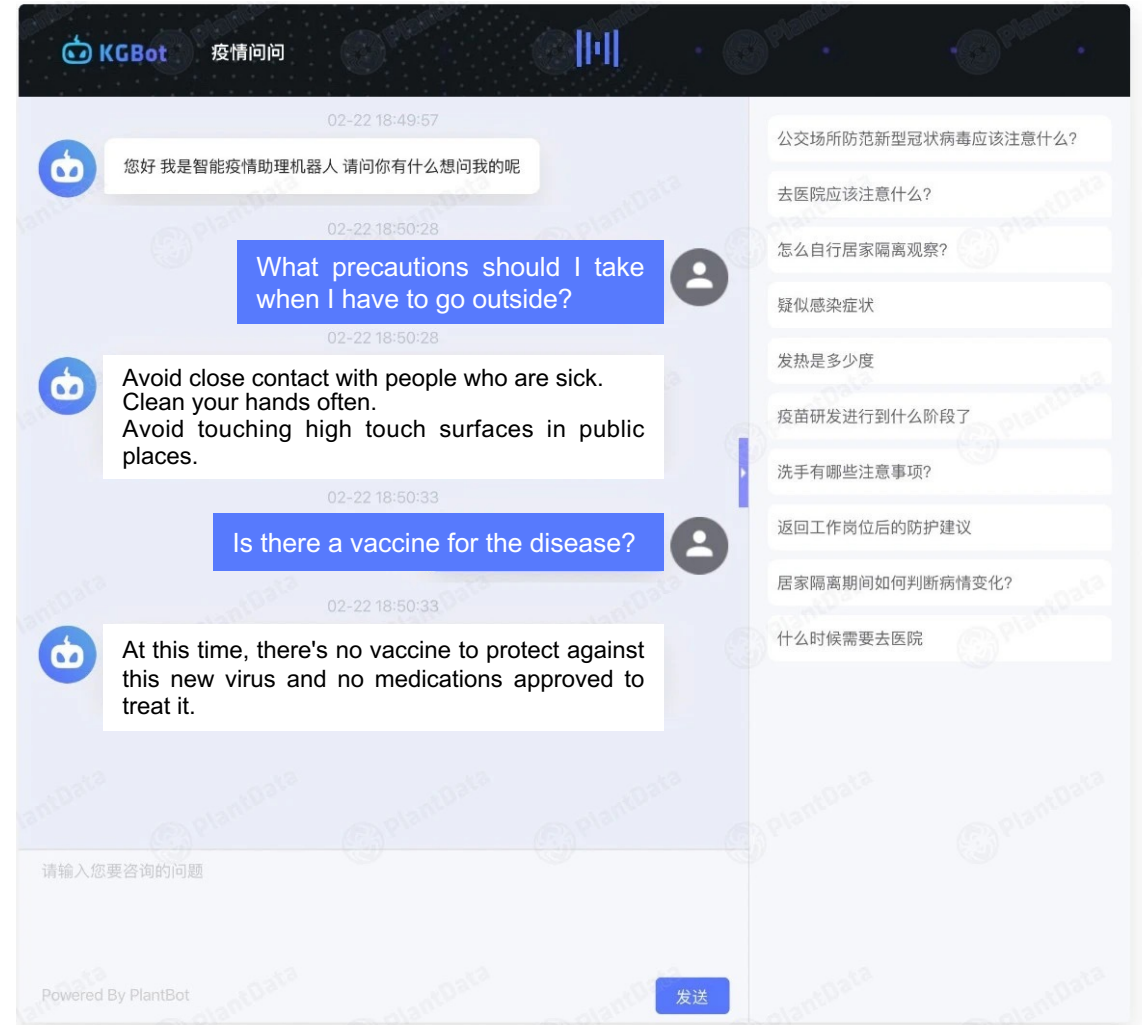 KGBot 疫情问问
02-22 18:49:57
您好 我是智能疫情助理机器人 请问你有什么想问我的呢
02-22 18:50:28
What precautions should I take
when I have to go outside?
02-22 18:50:28
Avoid close contact with people who are sick.
Clean your hands often.
Avoid touching high touch surfaces in public
places.
02-22 18:50:33
Is there a vaccine for the disease?
02-22 18:50:33
At this time, there's no vaccine to protect against
this new virus and no medications approved to
treat it.
请输入您要咨询的问题
Powered By PlantBot
发送
公交场所防范新型冠状病毒应该注意什么?
去医院应该注意什么?
怎么自行居家隔离观察?
疑似感染症状
发热是多少度
疫苗研发进行到什么阶段了
洗手有哪些注意事项?
返回工作岗位后的防护建议
居家隔离期间如何判断病情变化?
什么时候需要去医院
PlantData